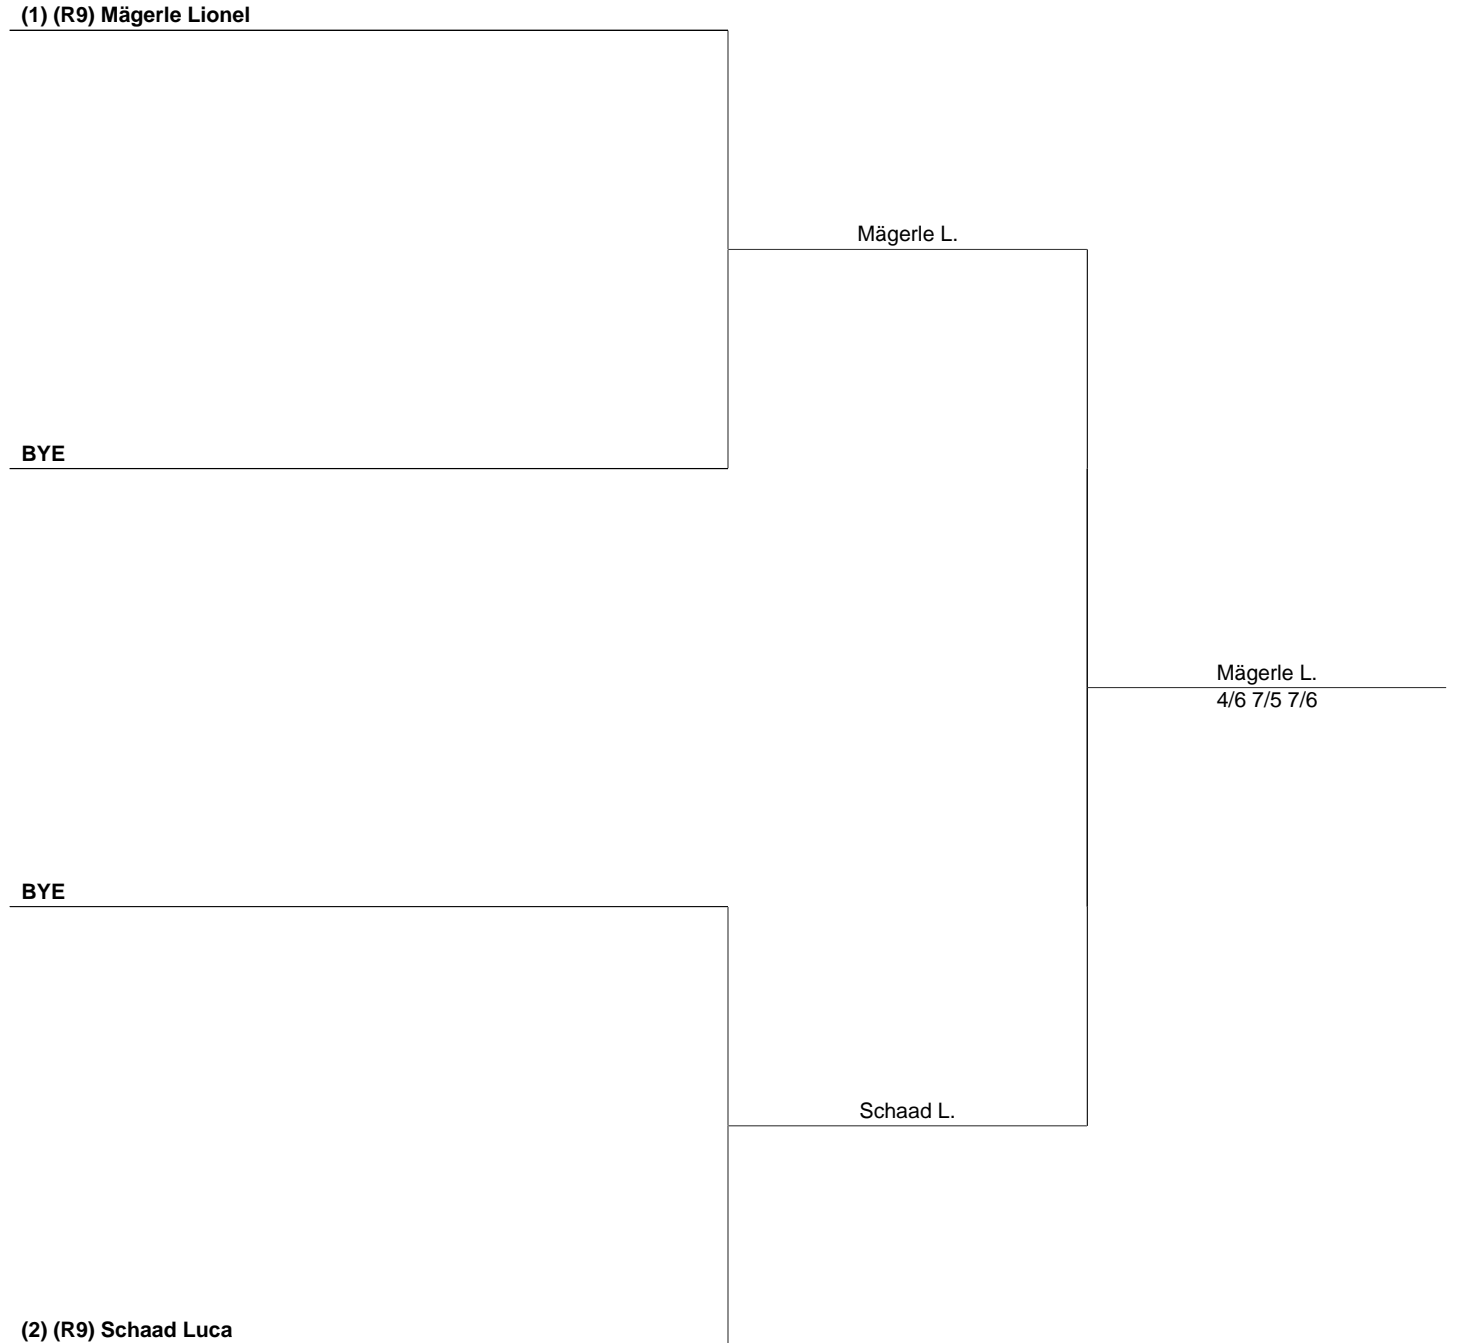 (1) (R9) Mägerle Lionel
Mägerle L.
BYE
Mägerle L.
4/6 7/5 7/6
BYE
Schaad L.
(2) (R9) Schaad Luca